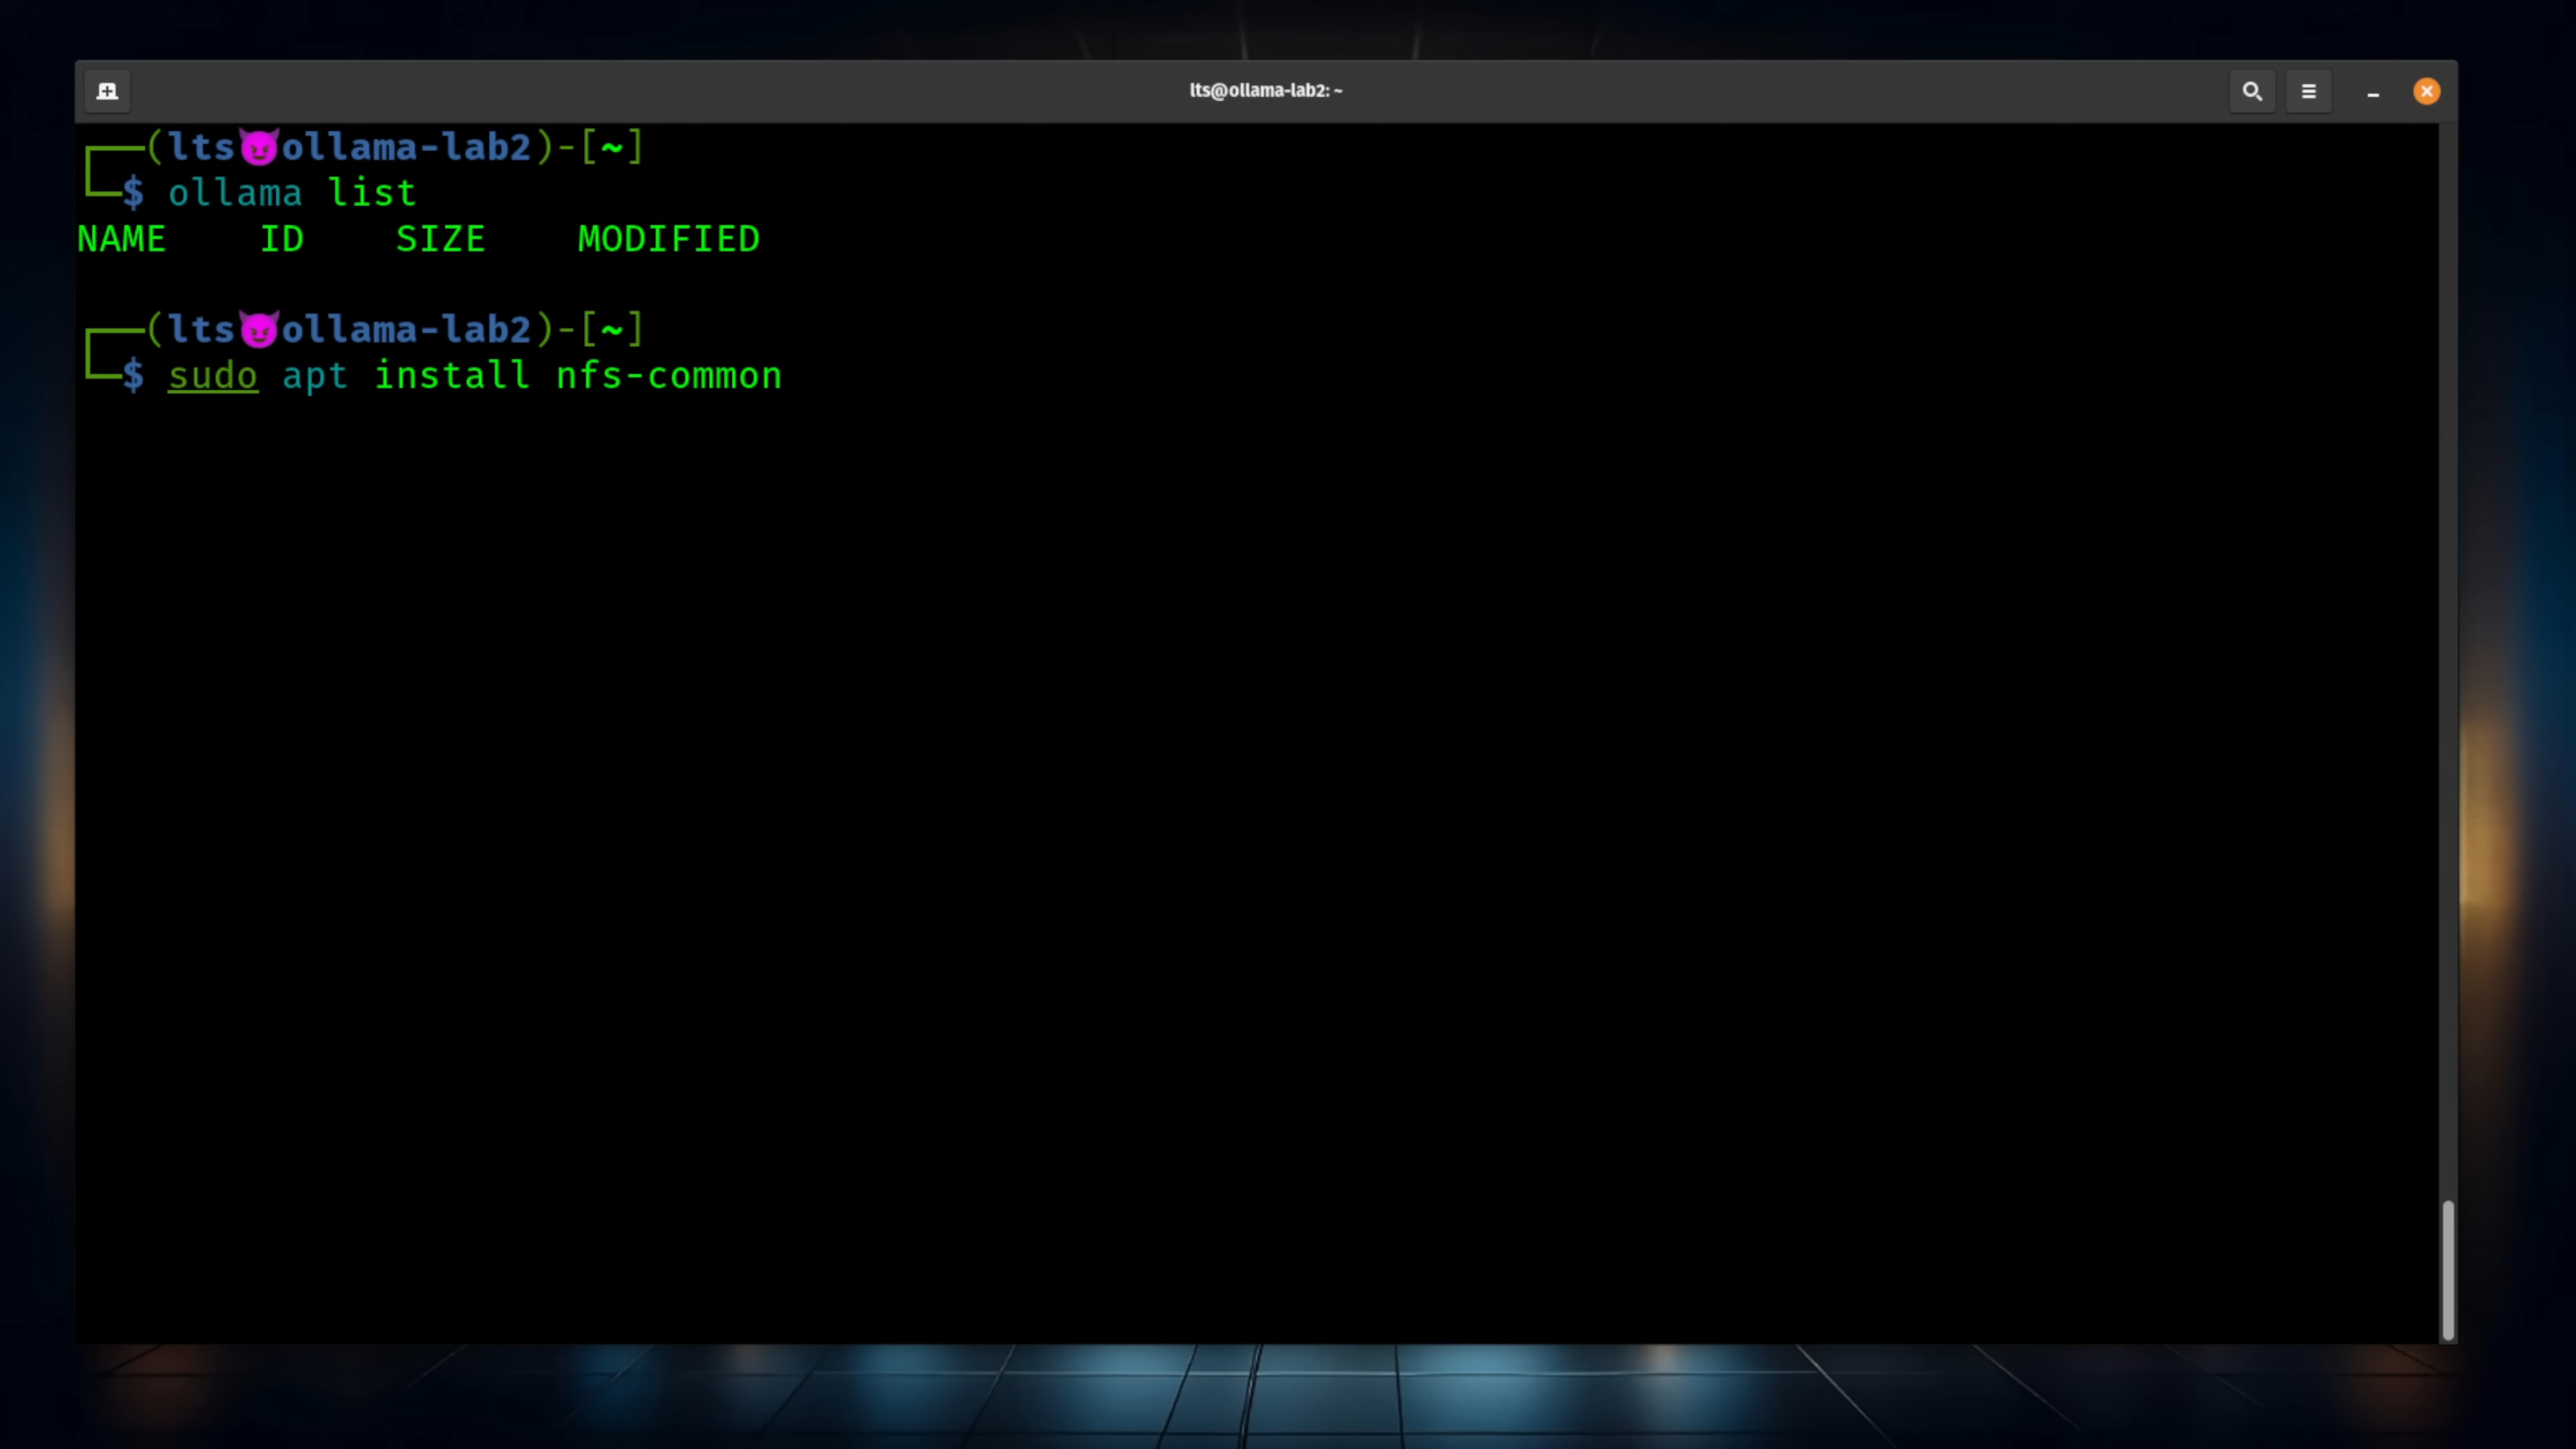 lts@ollama-lab2: ~
┌──(lts😈ollama-lab2)-[~]
└─$ ollama list
NAME    ID    SIZE    MODIFIED
┌──(lts😈ollama-lab2)-[~]
└─$ sudo apt install nfs-common